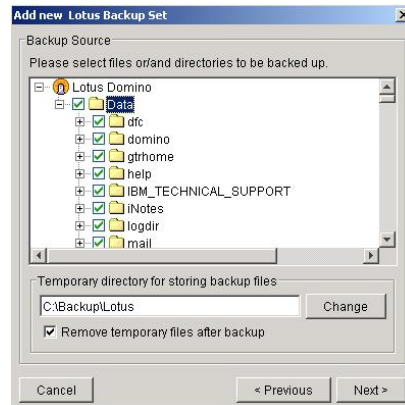 Add new Lotus Backup Set
Backup Source
Please select files or/and directories to be backed up.
Lotus Domino
Data
dfc
domino
gtrhome
help
IBM_TECHNICAL_SUPPORT
iNotes
logdir
mail
Temporary directory for storing backup files
C:\Backup\Lotus
Change
Remove temporary files after backup
Cancel
< Previous
Next >